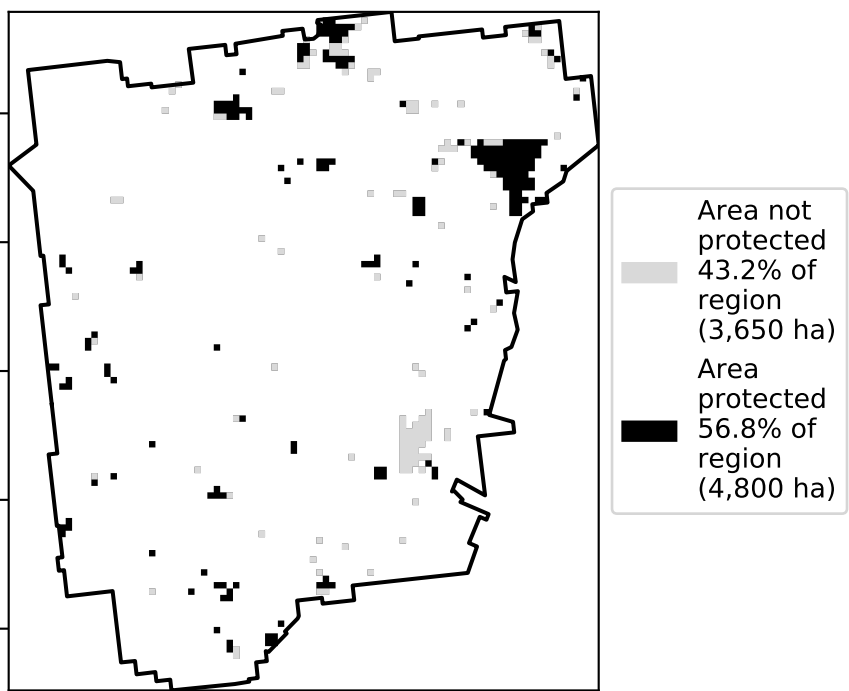 Area not
protected
43.2% of
region
(3,650 ha)
Area
protected
56.8% of
region
(4,800 ha)